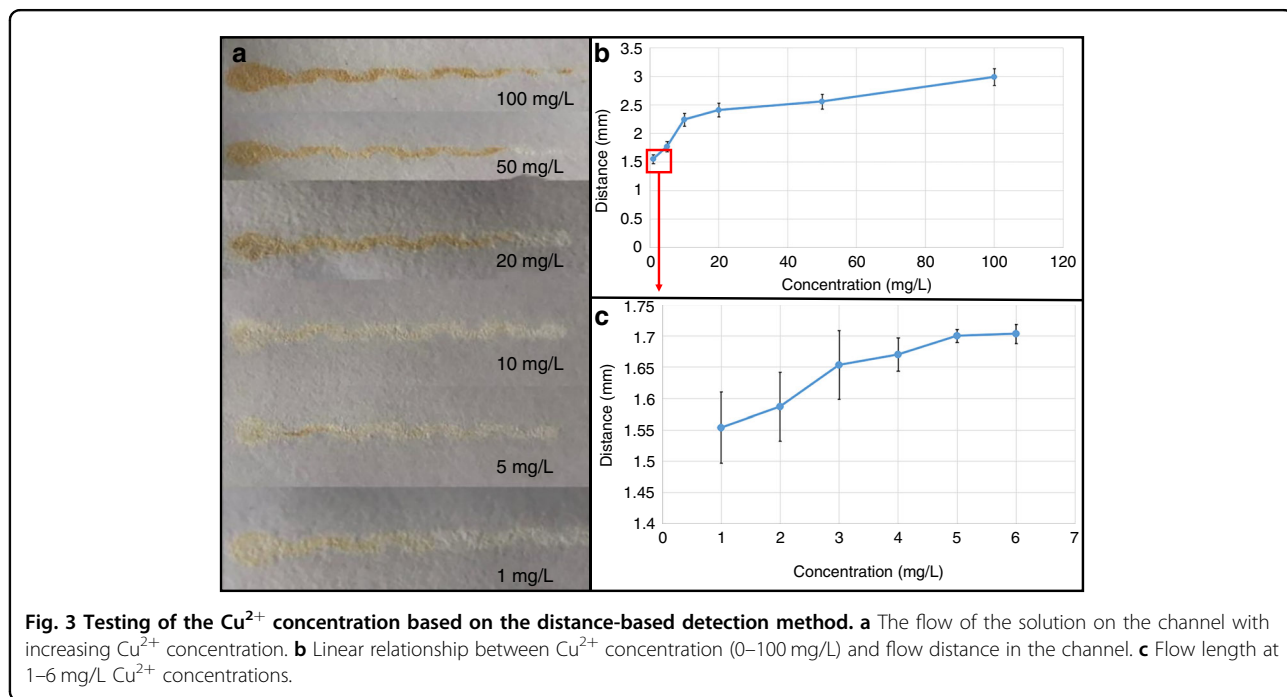 a
100 mg/L
50 mg/L
20 mg/L
10 mg/L
5 mg/L
1 mg/L
b
3.5
3
2.5
2
1.5
1
0.5
0
Distance (mm)
0 20 40 60 80 100 120
Concentration (mg/L)
c
1.75
1.7
1.65
1.6
1.55
1.5
1.45
1.4
Distance (mm)
0 1 2 3 4 5 6 7
Concentration (mg/L)
Fig. 3 Testing of the Cu²⁺ concentration based on the distance-based detection method. a The flow of the solution on the channel with
increasing Cu²⁺ concentration. b Linear relationship between Cu²⁺ concentration (0–100 mg/L) and flow distance in the channel. c Flow length at
1–6 mg/L Cu²⁺ concentrations.